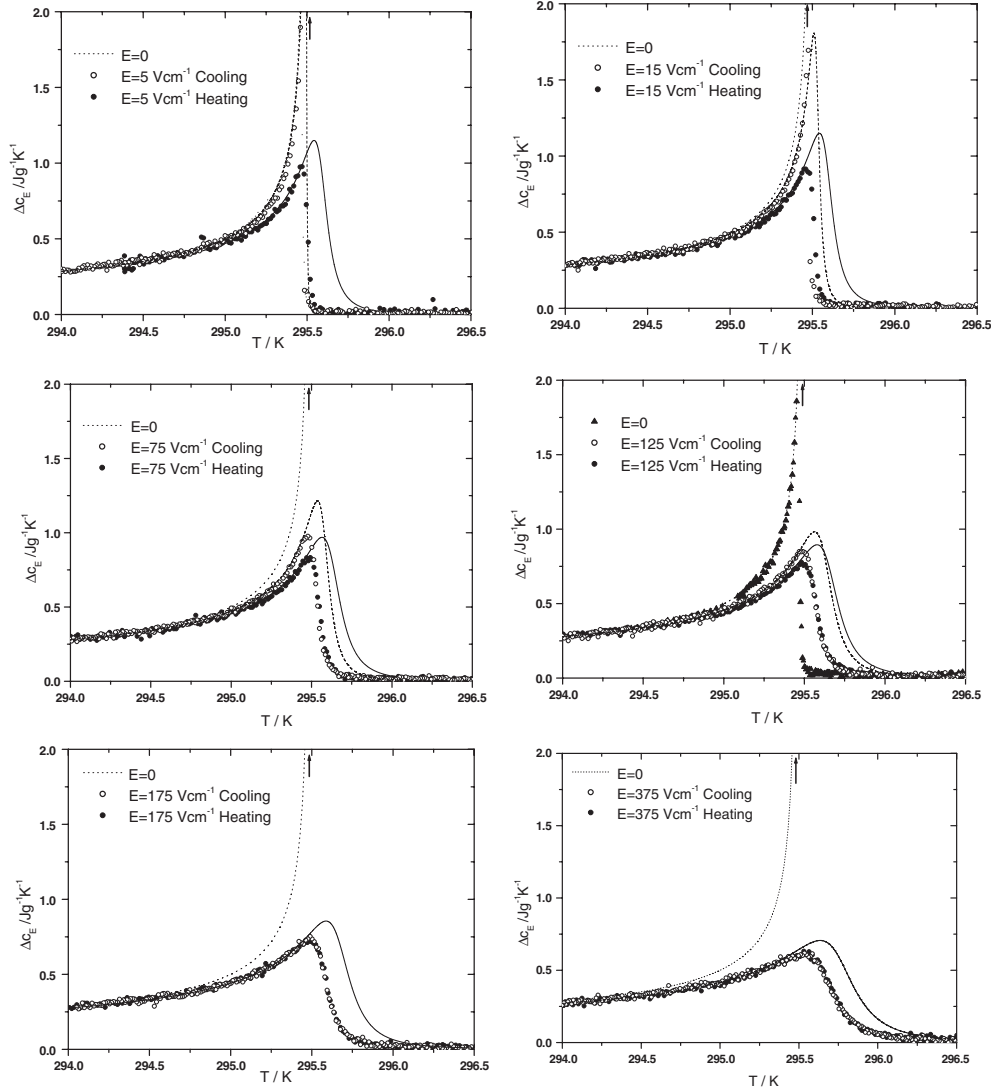 2.0
1.5
1.0
0.5
0.0
Δc_E /Jg⁻¹K⁻¹
E=0
E=5 Vcm⁻¹ Cooling
E=5 Vcm⁻¹ Heating
294.0 294.5 295.0 295.5 296.0 296.5
T / K
2.0
1.5
1.0
0.5
0.0
Δc_E /Jg⁻¹K⁻¹
E=0
E=15 Vcm⁻¹ Cooling
E=15 Vcm⁻¹ Heating
294.0 294.5 295.0 295.5 296.0 296.5
T / K
2.0
1.5
1.0
0.5
0.0
Δc_E /Jg⁻¹K⁻¹
E=0
E=75 Vcm⁻¹ Cooling
E=75 Vcm⁻¹ Heating
294.0 294.5 295.0 295.5 296.0 296.5
T / K
2.0
1.5
1.0
0.5
0.0
Δc_E /Jg⁻¹K⁻¹
E=0
E=125 Vcm⁻¹ Cooling
E=125 Vcm⁻¹ Heating
294.0 294.5 295.0 295.5 296.0 296.5
T / K
2.0
1.5
1.0
0.5
0.0
Δc_E /Jg⁻¹K⁻¹
E=0
E=175 Vcm⁻¹ Cooling
E=175 Vcm⁻¹ Heating
294.0 294.5 295.0 295.5 296.0 296.5
T / K
2.0
1.5
1.0
0.5
0.0
Δc_E /Jg⁻¹K⁻¹
E=0
E=375 Vcm⁻¹ Cooling
E=375 Vcm⁻¹ Heating
294.0 294.5 295.0 295.5 296.0 296.5
T / K